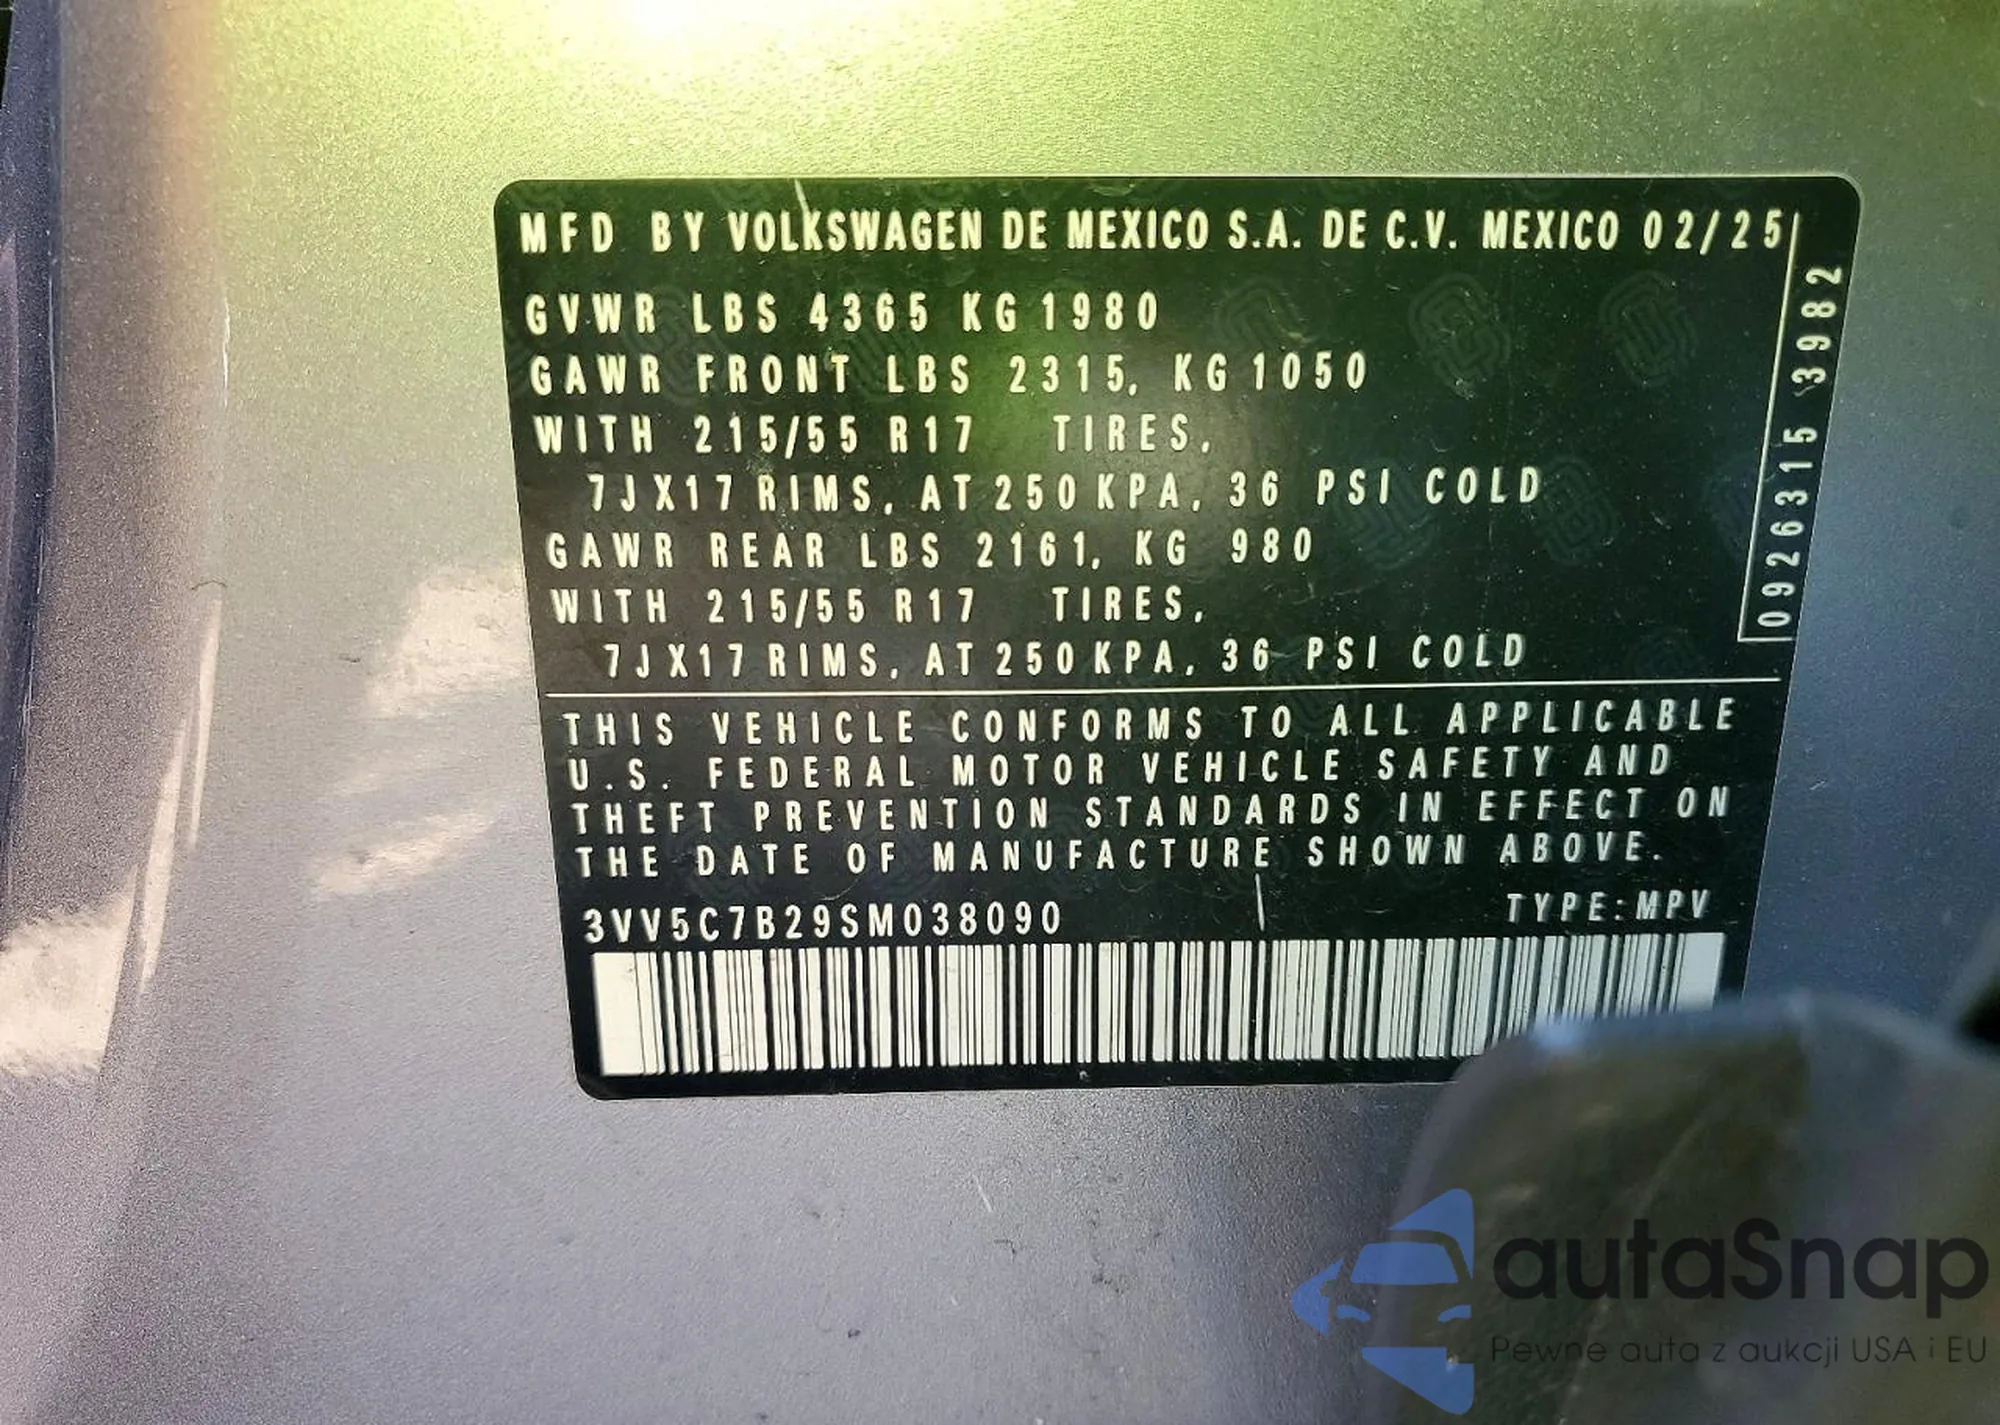 MFD BY VOLKSWAGEN DE MEXICO S.A. DE C.V. MEXICO 02/25
GVWR LBS 4365 KG 1980
GAWR FRONT LBS 2315, KG 1050
WITH 215/55 R17 TIRES,
7JX17 RIMS, AT 250 KPA, 36 PSI COLD
GAWR REAR LBS 2161, KG 980
WITH 215/55 R17 TIRES,
7JX17 RIMS, AT 250 KPA, 36 PSI COLD
0926315 3982
THIS VEHICLE CONFORMS TO ALL APPLICABLE
U.S. FEDERAL MOTOR VEHICLE SAFETY AND
THEFT PREVENTION STANDARDS IN EFFECT ON
THE DATE OF MANUFACTURE SHOWN ABOVE.
3VV5C7B29SM038090 TYPE:MPV
autaSnap
Pewne auta z aukcji USA i EU